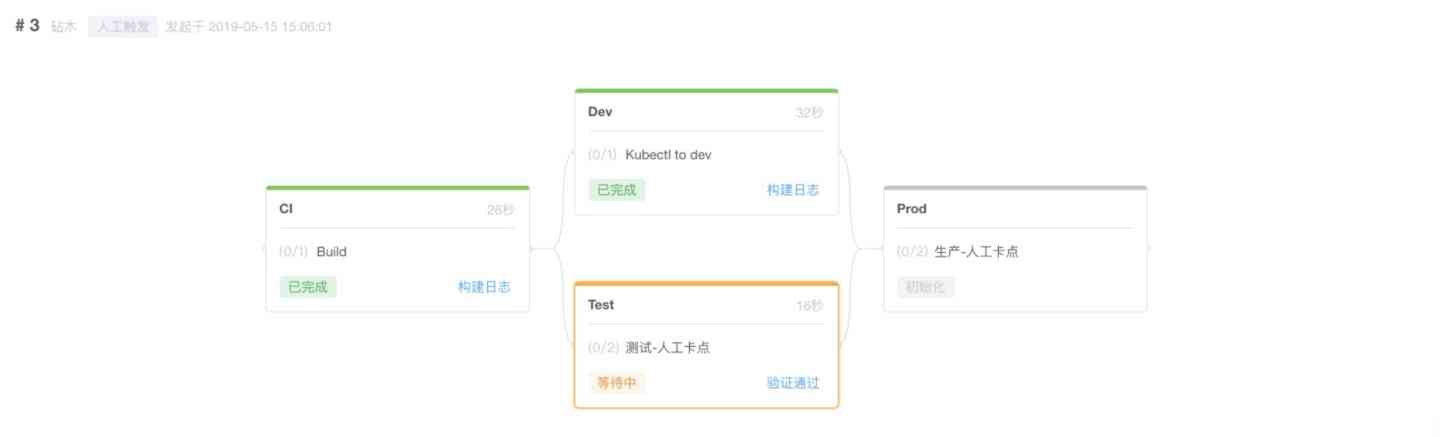 # 3 砧木 人工触发 发起于 2019-05-15 15:06:01
CI 26秒
(0/1) Build
已完成 构建日志
Dev 32秒
(0/1) Kubectl to dev
已完成 构建日志
Test 16秒
(0/2) 测试-人工卡点
等待中 验证通过
Prod
(0/2) 生产-人工卡点
初始化